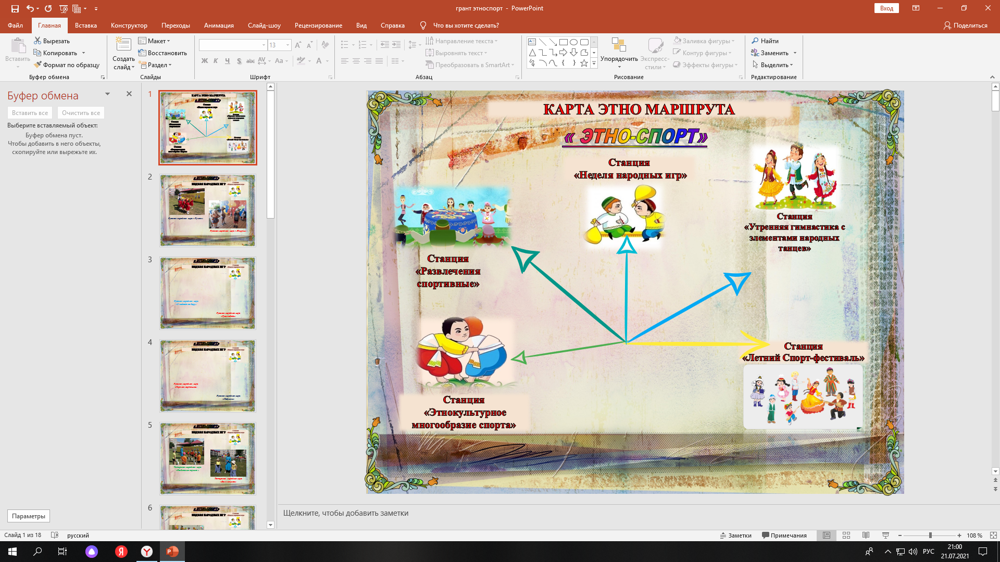 грант этноспорт - PowerPoint
Вход
Файл
Главная
Вставка
Конструктор
Переходы
Анимация
Слайд-шоу
Рецензирование
Вид
Справка
Что вы хотите сделать?
Поделиться
Вставить
Вырезать
Копировать
Формат по образцу
Буфер обмена
Создать слайд
Макет
Восстановить
Раздел
Слайды
13
Ж К Ч S abc AV Aa А
Шрифт
Направление текста
Выровнять текст
Преобразовать в SmartArt
Абзац
Упорядочить
Экспресс-стили
Заливка фигуры
Контур фигуры
Эффекты фигуры
Рисование
Найти
Заменить
Выделить
Редактирование
Буфер обмена
Вставить все
Очистить все
Выберите вставляемый объект:
Буфер обмена пуст.
Чтобы добавить в него объекты,
скопируйте или вырежьте их.
Параметры
1
2
3
4
5
6
КАРТА ЭТНО МАРШРУТА
« ЭТНО-СПОРТ»
Станция
«Неделя народных игр»
Станция
«Утренняя гимнастика с
элементами народных
танцев»
Станция
«Развлечения
спортивные»
Станция
«Летний Спорт-фестиваль»
Станция
«Этнокультурное
многообразие спорта»
Щелкните, чтобы добавить заметки
Слайд 1 из 18
русский
Заметки
Примечания
108 %
РУС
21:00
21.07.2021